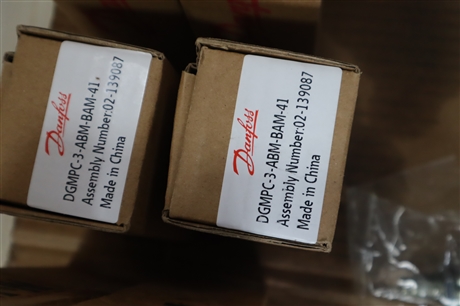 Danfoss
DGMPC-3-ABM-BAM-41
Assembly Number:02-139087
Made in China
Danfoss
DGMPC-3-ABM-BAM-41
Assembly Number:02-139087
Made in China